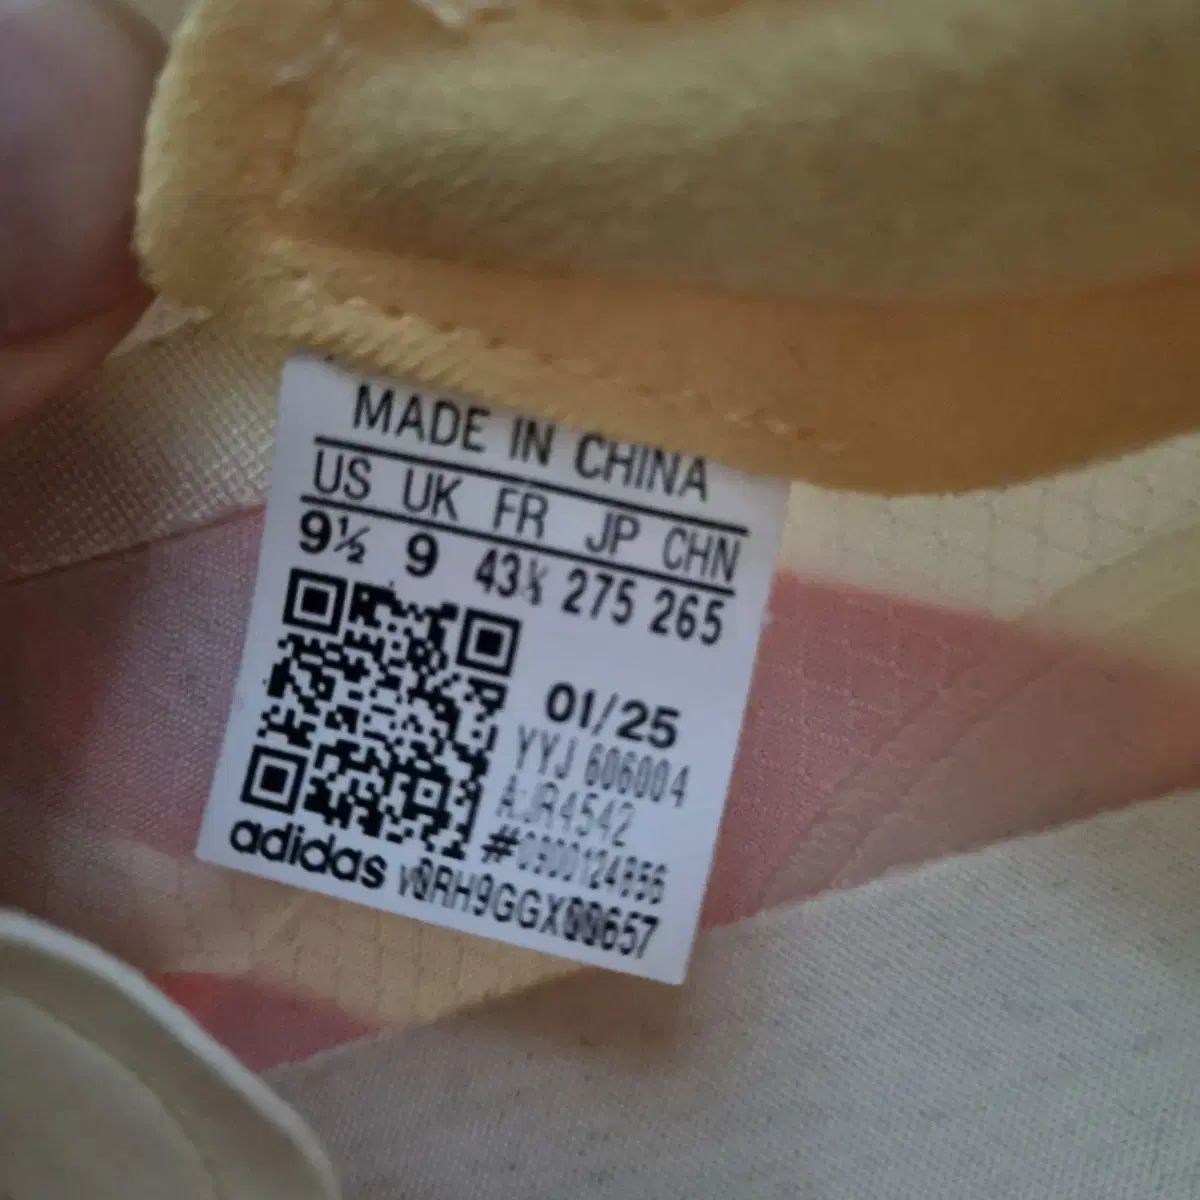 MADE IN CHINA
US UK FR JP CHN
9½ 9 43⅓ 275 265
01/25
YYJ 606004
JR4542
adidas